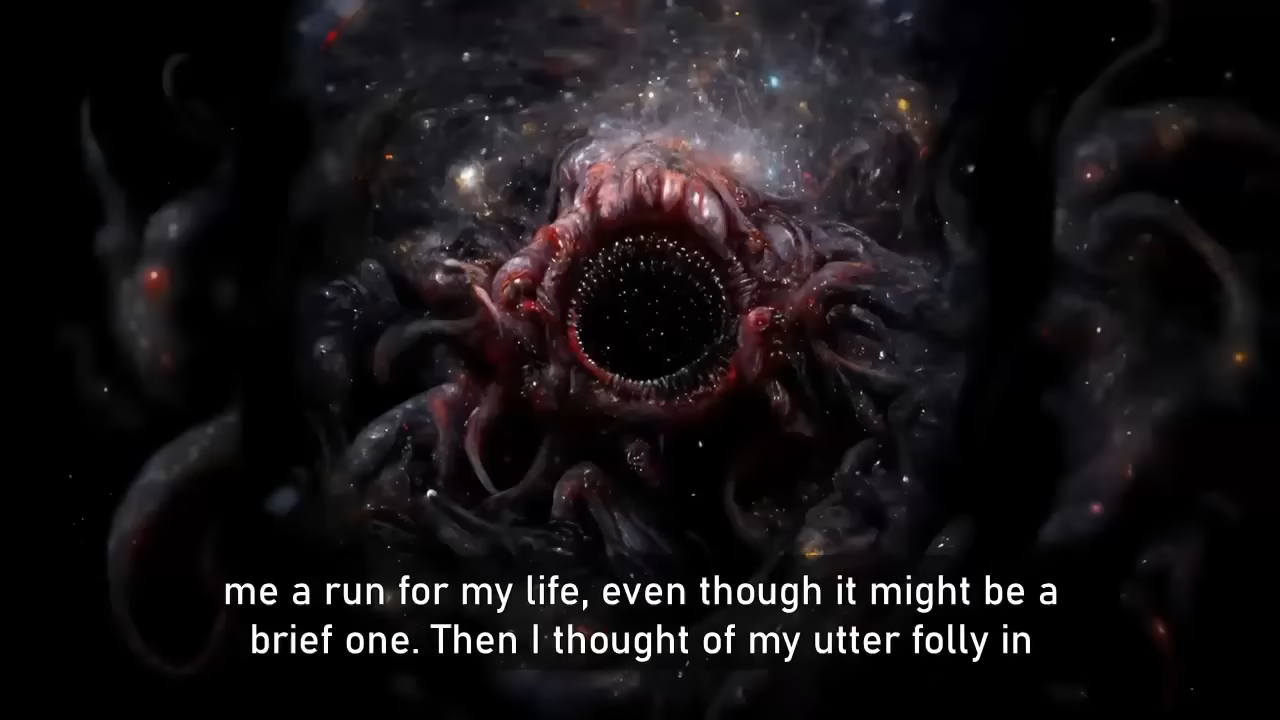 me a run for my life, even though it might be a
brief one. Then I thought of my utter folly in